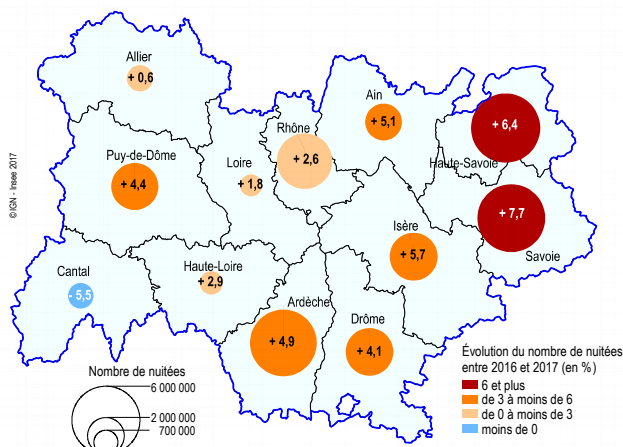 Allier
+ 0,6
Ain
+ 5,1
+ 6,4
Haute-Savoie
Rhône
+ 2,6
Puy-de-Dôme
+ 4,4
Loire
+ 1,8
+ 7,7
Savoie
Isère
+ 5,7
Cantal
- 5,5
Haute-Loire
+ 2,9
Ardèche
+ 4,9
Drôme
+ 4,1
© IGN - Insee 2017
Nombre de nuitées
6 000 000
2 000 000
700 000
Évolution du nombre de nuitées
entre 2016 et 2017 (en %)
6 et plus
de 3 à moins de 6
de 0 à moins de 3
moins de 0